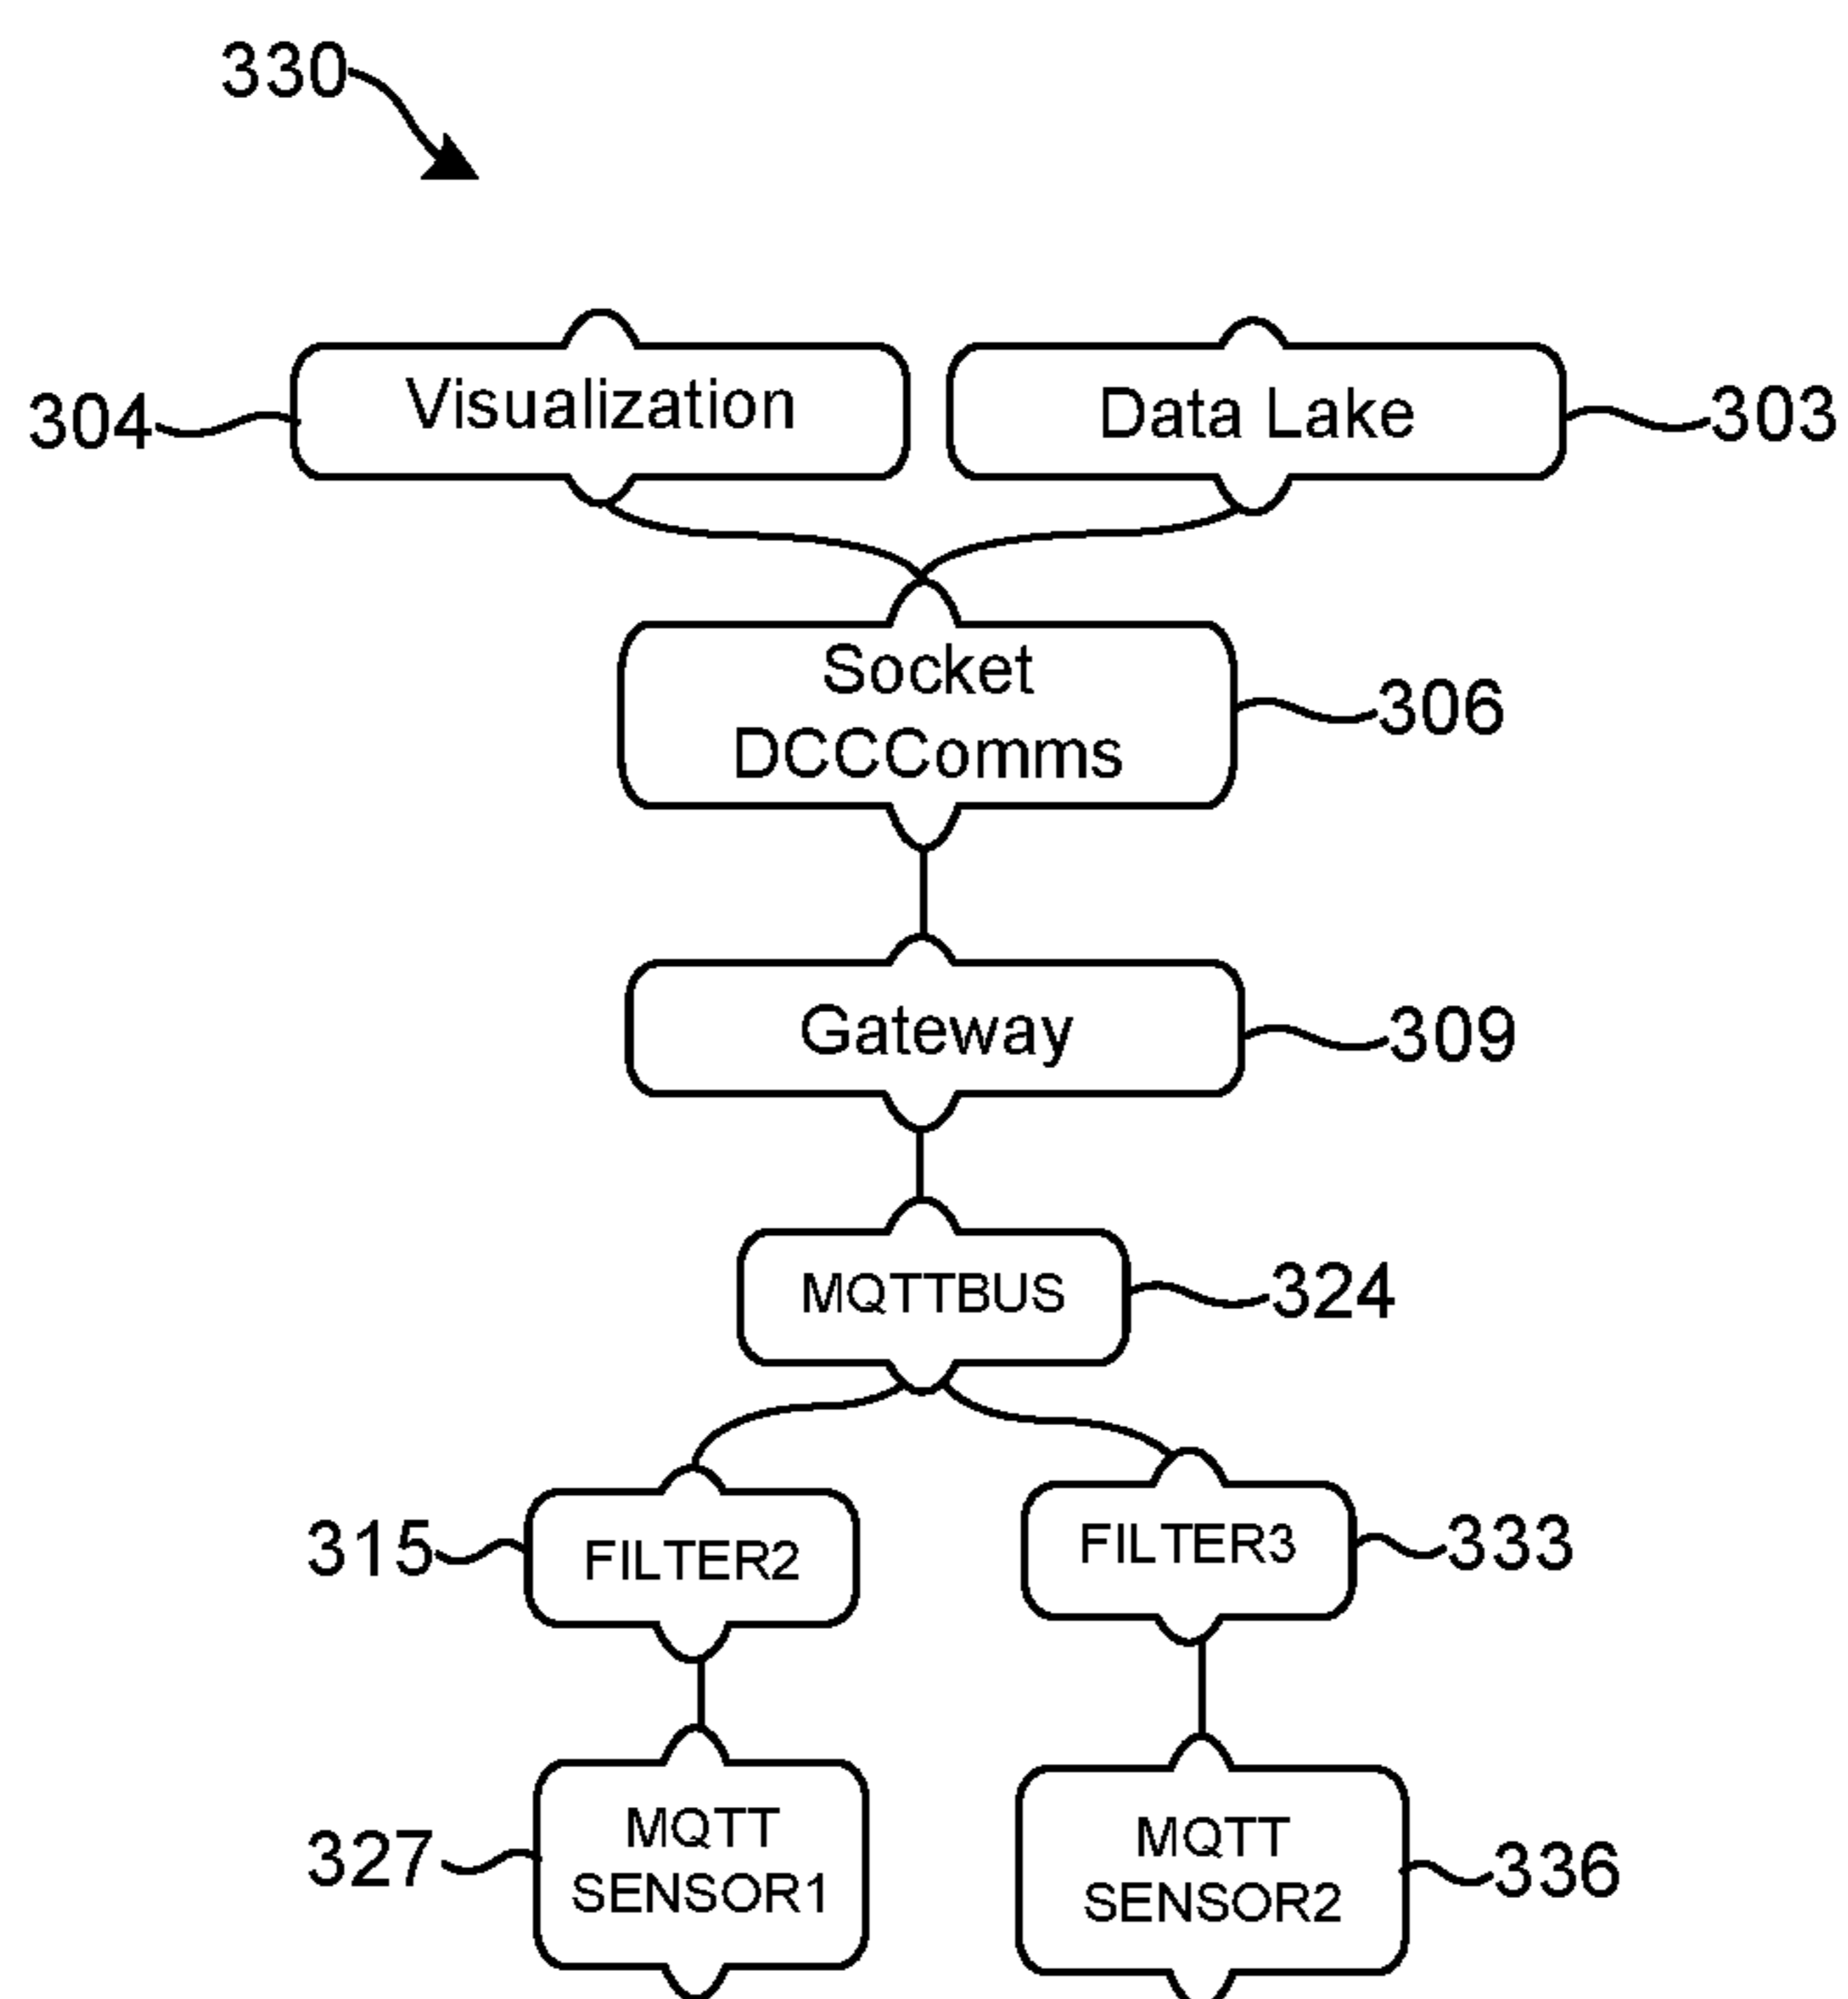 330
Visualization
Data Lake
304
303
Socket
DCCComms
306
Gateway
309
MQTTBUS
324
315
FILTER2
FILTER3
333
327
MQTT
SENSOR1
MQTT
SENSOR2
336